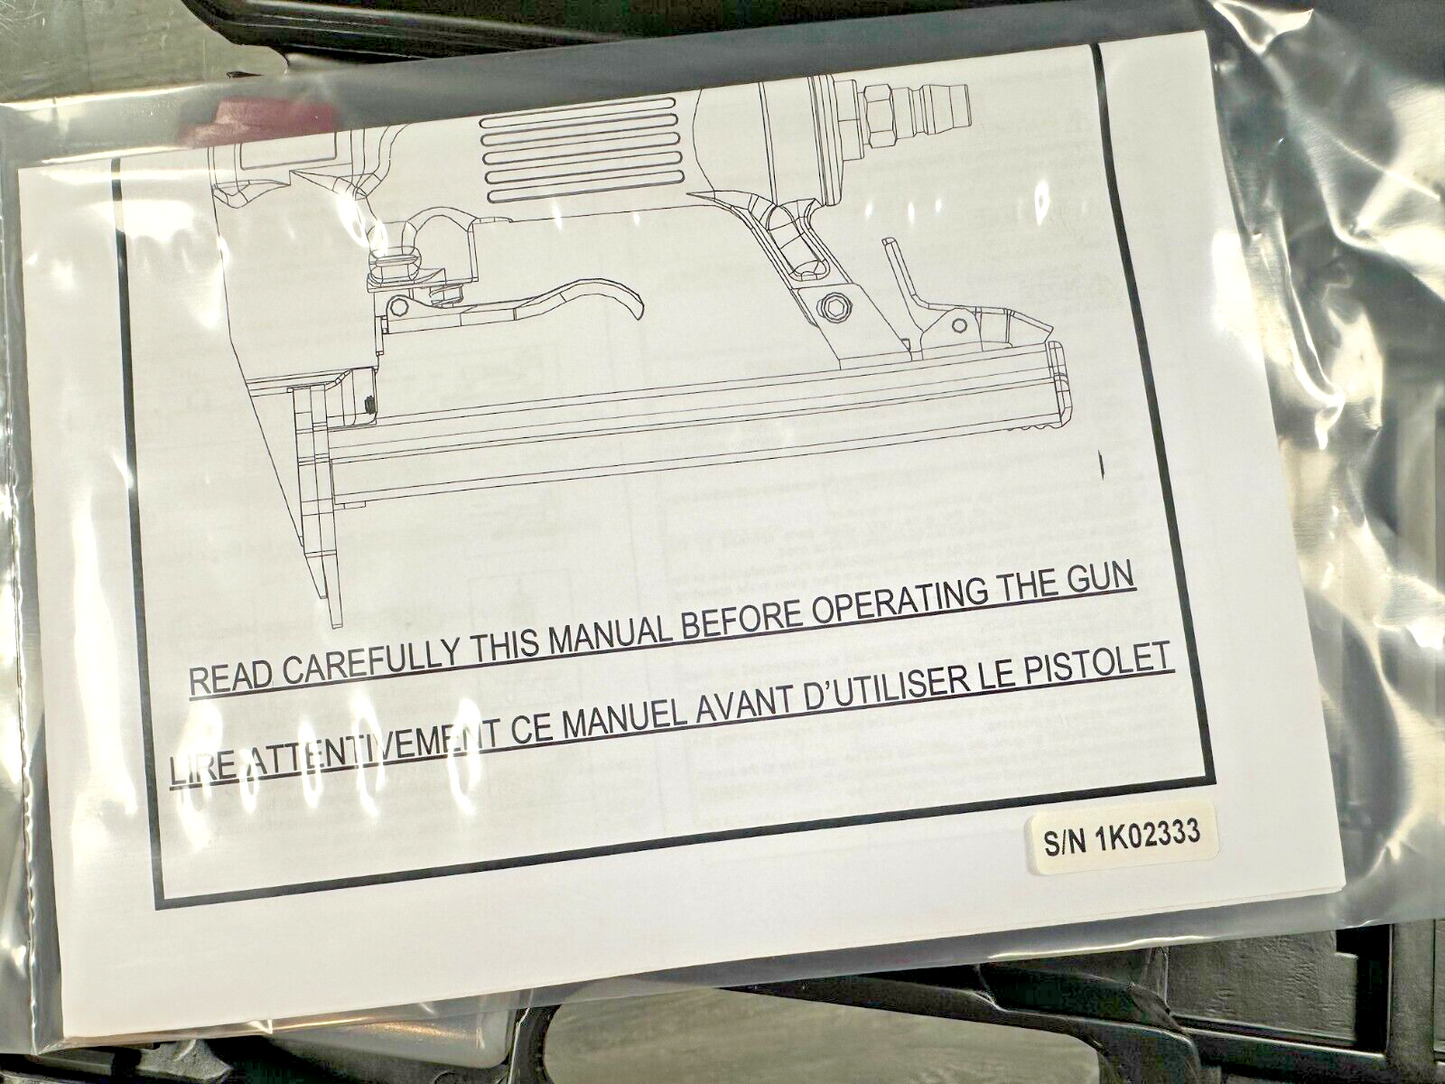 READ CAREFULLY THIS MANUAL BEFORE OPERATING THE GUN
LIRE ATTENTIVEMENT CE MANUEL AVANT D'UTILISER LE PISTOLET
S/N 1K02333